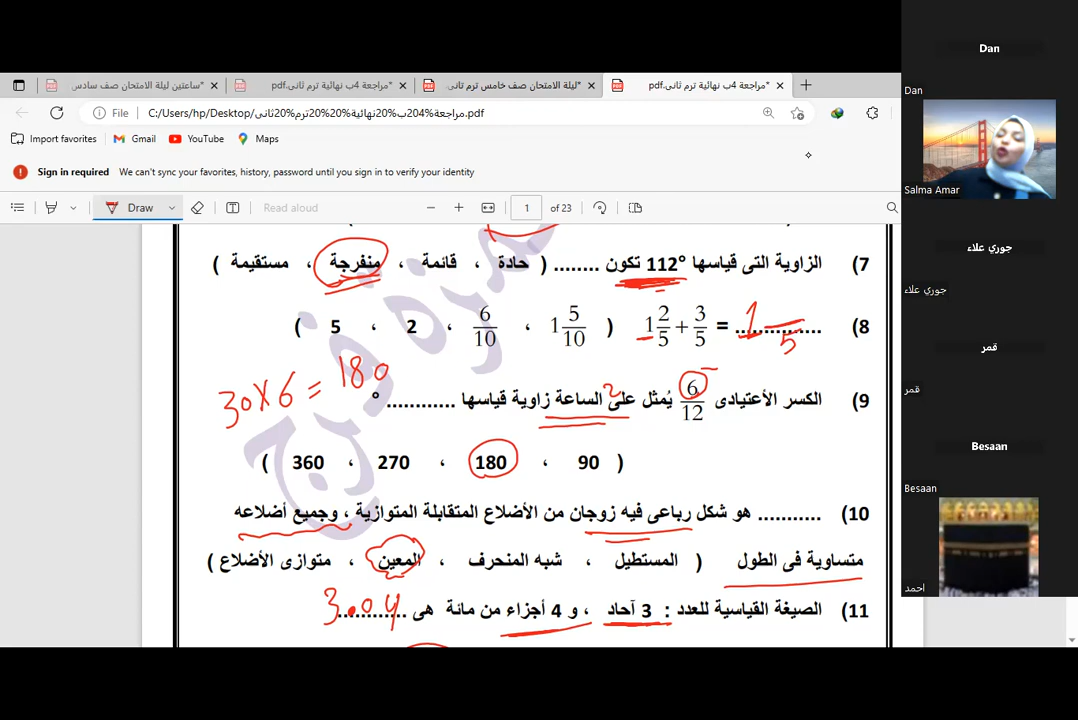 *ساعتين ليلة الامتحان صف سادس
*مراجعة 4ب نهائية ترم ثانى.pdf
*ليلة الامتحان صف خامس ترم ثانى
*مراجعة 4ب نهائية ترم ثانى.pdf
File C:/Users/hp/Desktop/مراجعة%204ب%20نهائية%20%20ترم%20ثانى.pdf
Import favorites Gmail YouTube Maps
Sign in required We can't sync your favorites, history, password until you sign in to verify your identity
Draw Read aloud 1 of 23
7) الزاوية التى قياسها 112° تكون ........ ( حادة ، قائمة ، منفرجة ، مستقيمة )
8) 1 2/5 + 3/5 = .............. ( 1 5/10 ، 6/10 ، 2 ، 5 )
1 /5
9) الكسر الأعتيادى 6/12 يُمثل على الساعة زاوية قياسها ............ °
30 x 6 = 180
( 90 ، 180 ، 270 ، 360 )
10) ........... هو شكل رباعى فيه زوجان من الأضلاع المتقابلة المتوازية ، وجميع أضلاعه
متساوية فى الطول ( المستطيل ، شبه المنحرف ، المعين ، متوازى الأضلاع )
11) الصيغة القياسية للعدد : 3 آحاد ، و 4 أجزاء من مائة هى ............
3.04
Dan
Dan
Salma Amar
جوري علاء
جوري علاء
قمر
قمر
Besaan
Besaan
احمد